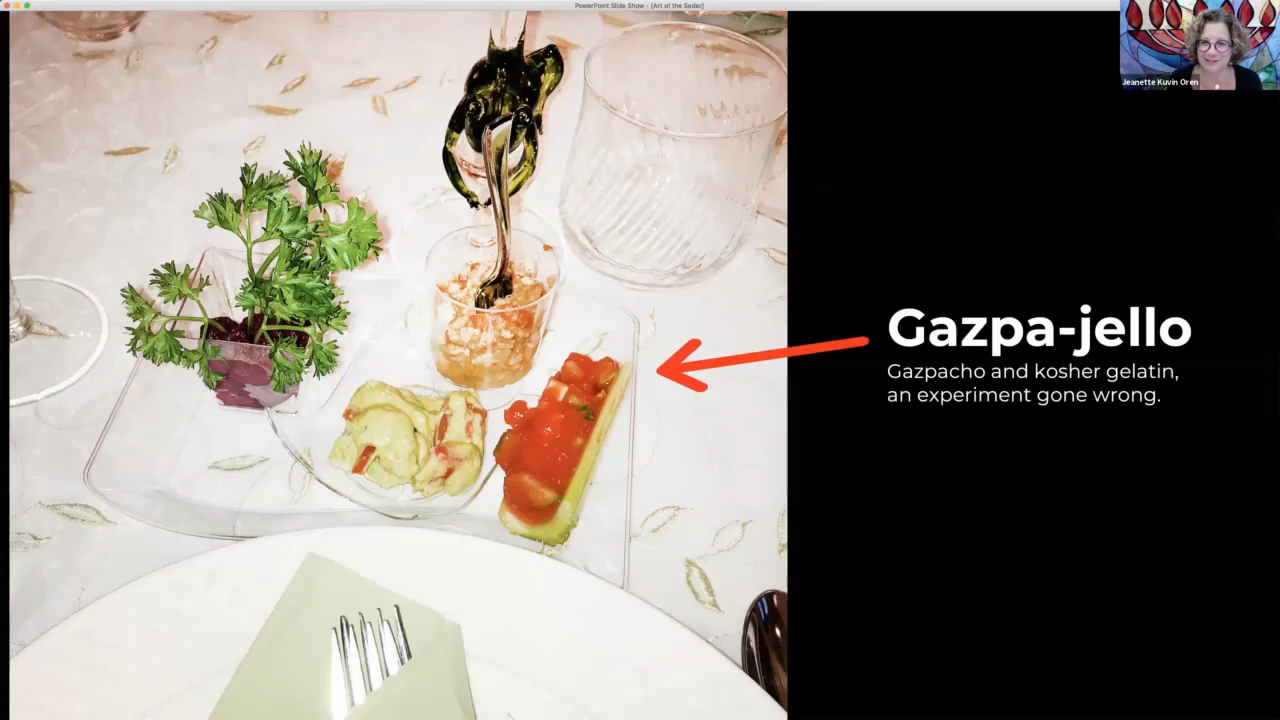 PowerPoint Slide Show - [Art of the Seder]
Jeanette Kuvin Oren
Gazpa-jello
Gazpacho and kosher gelatin,
an experiment gone wrong.